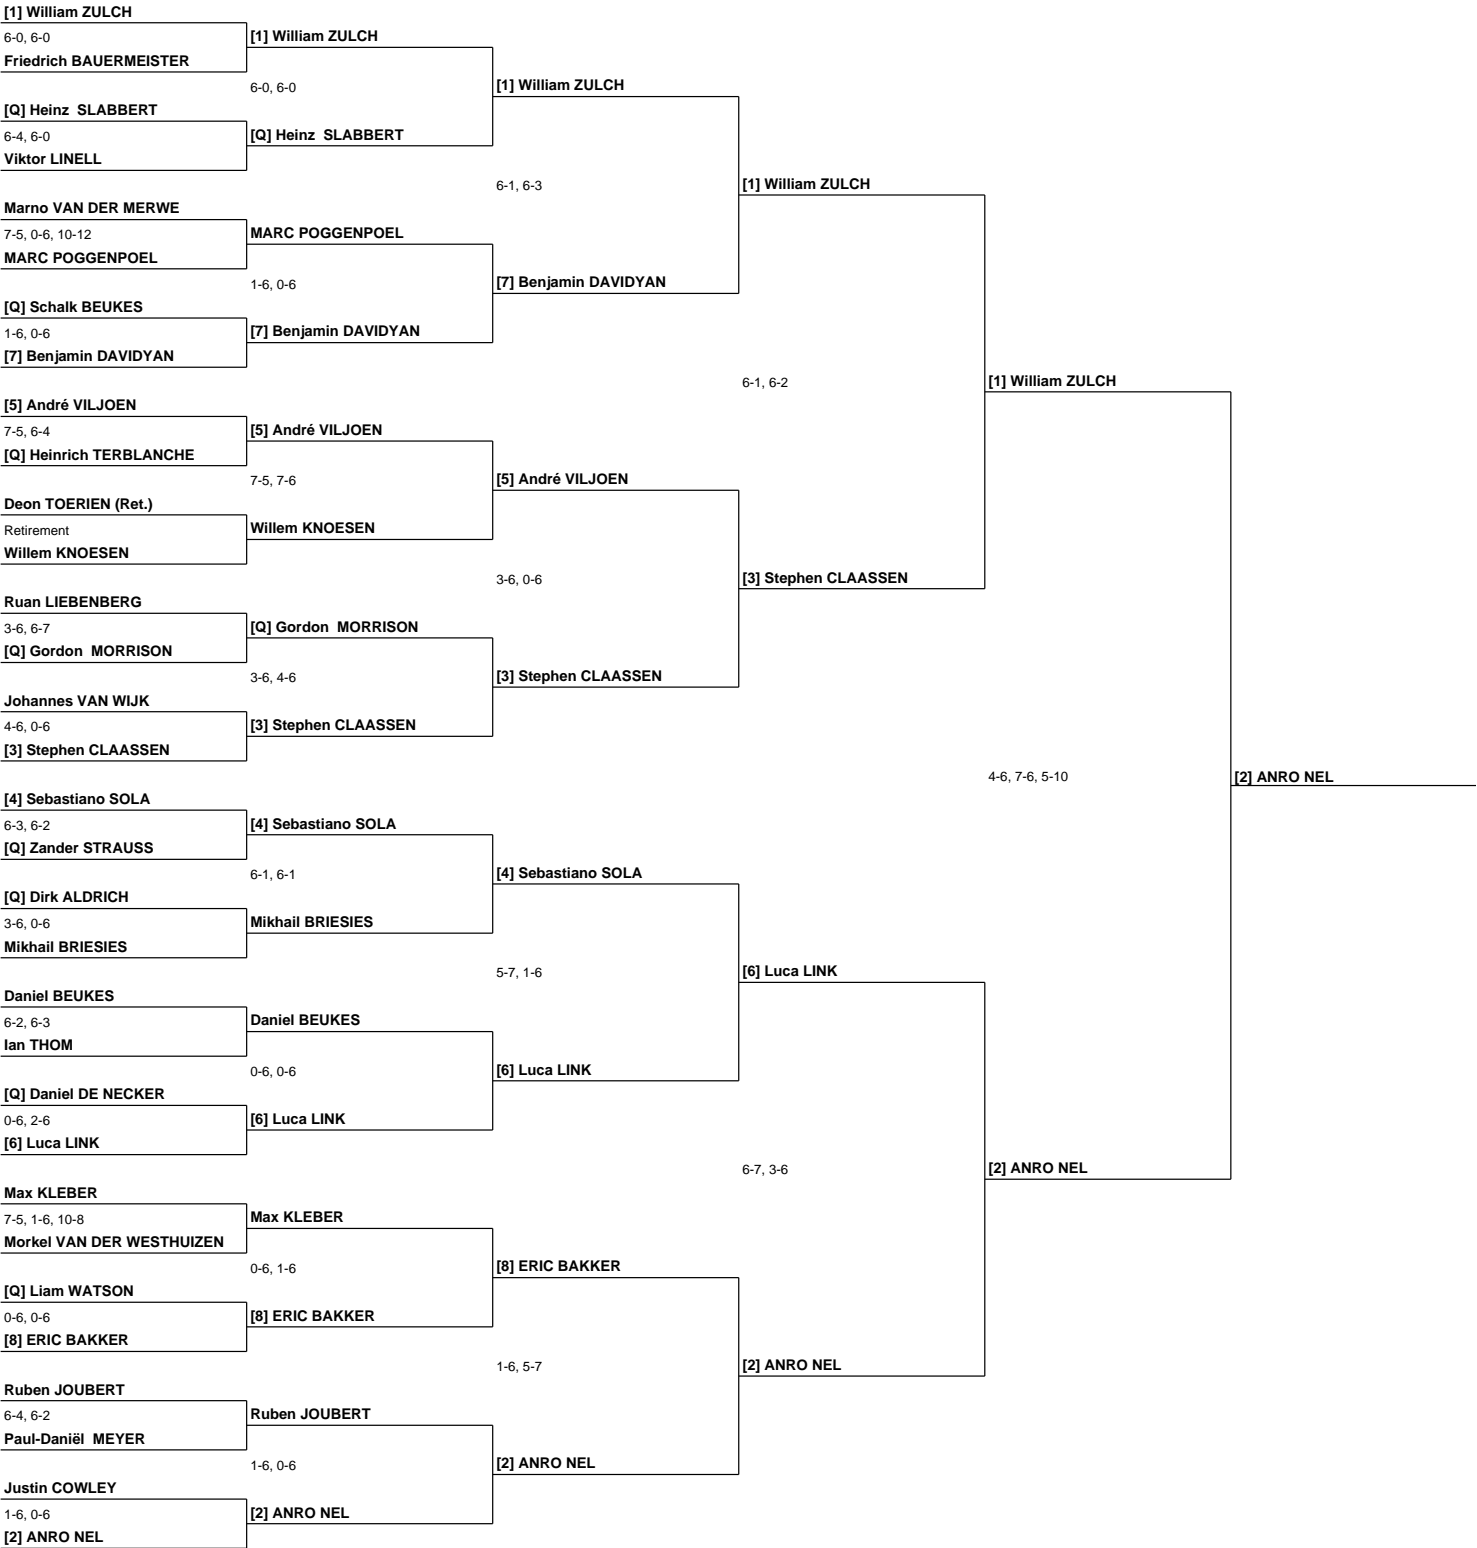 [1] William ZULCH
6-0, 6-0
Friedrich BAUERMEISTER
[Q] Heinz  SLABBERT
6-4, 6-0
Viktor LINELL
Marno VAN DER MERWE
7-5, 0-6, 10-12
MARC POGGENPOEL
[Q] Schalk BEUKES
1-6, 0-6
[7] Benjamin DAVIDYAN
[5] André VILJOEN
7-5, 6-4
[Q] Heinrich TERBLANCHE
Deon TOERIEN (Ret.)
Retirement
Willem KNOESEN
Ruan LIEBENBERG
3-6, 6-7
[Q] Gordon  MORRISON
Johannes VAN WIJK
4-6, 0-6
[3] Stephen CLAASSEN
[4] Sebastiano SOLA
6-3, 6-2
[Q] Zander STRAUSS
[Q] Dirk ALDRICH
3-6, 0-6
Mikhail BRIESIES
Daniel BEUKES
6-2, 6-3
Ian THOM
[Q] Daniel DE NECKER
0-6, 2-6
[6] Luca LINK
Max KLEBER
7-5, 1-6, 10-8
Morkel VAN DER WESTHUIZEN
[Q] Liam WATSON
0-6, 0-6
[8] ERIC BAKKER
Ruben JOUBERT
6-4, 6-2
Paul-Daniël  MEYER
Justin COWLEY
1-6, 0-6
[2] ANRO NEL
[1] William ZULCH
6-0, 6-0
[Q] Heinz  SLABBERT
MARC POGGENPOEL
1-6, 0-6
[7] Benjamin DAVIDYAN
[5] André VILJOEN
7-5, 7-6
Willem KNOESEN
[Q] Gordon  MORRISON
3-6, 4-6
[3] Stephen CLAASSEN
[4] Sebastiano SOLA
6-1, 6-1
Mikhail BRIESIES
Daniel BEUKES
0-6, 0-6
[6] Luca LINK
Max KLEBER
0-6, 1-6
[8] ERIC BAKKER
Ruben JOUBERT
1-6, 0-6
[2] ANRO NEL
[1] William ZULCH
6-1, 6-3
[7] Benjamin DAVIDYAN
[5] André VILJOEN
3-6, 0-6
[3] Stephen CLAASSEN
[4] Sebastiano SOLA
5-7, 1-6
[6] Luca LINK
[8] ERIC BAKKER
1-6, 5-7
[2] ANRO NEL
[1] William ZULCH
6-1, 6-2
[3] Stephen CLAASSEN
[6] Luca LINK
6-7, 3-6
[2] ANRO NEL
[1] William ZULCH
4-6, 7-6, 5-10
[2] ANRO NEL
[2] ANRO NEL